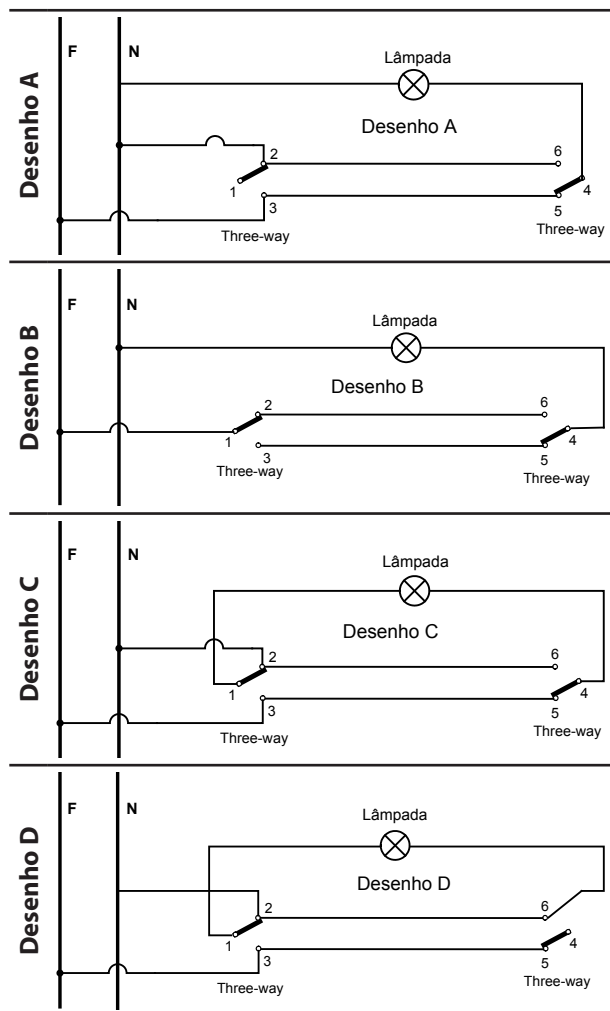 Desenho A
F N
Lâmpada
Desenho A
2 6
1 4
3 5
Three-way Three-way
Desenho B
F N
Lâmpada
Desenho B
2 6
1 4
3 5
Three-way Three-way
Desenho C
F N
Lâmpada
Desenho C
2 6
1 4
3 5
Three-way Three-way
Desenho D
F N
Lâmpada
Desenho D
2 6
1 4
3 5
Three-way Three-way